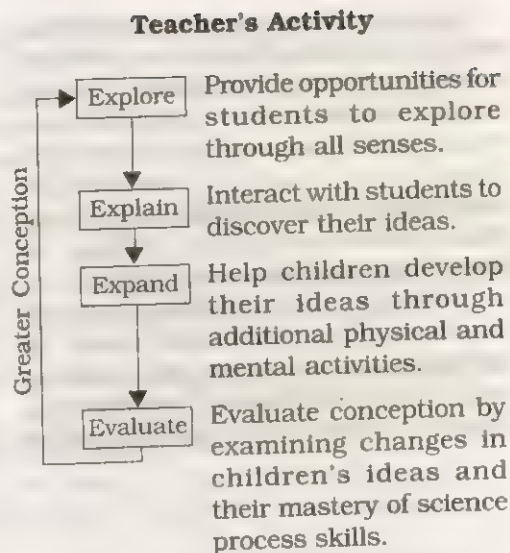 Teacher's Activity
Explore
Provide opportunities for
students to explore
through all senses.
Explain
Interact with students to
discover their ideas.
Expand
Help children develop
their ideas through
additional physical and
mental activities.
Evaluate
Evaluate conception by
examining changes in
children's ideas and
their mastery of science
process skills.
Greater Conception